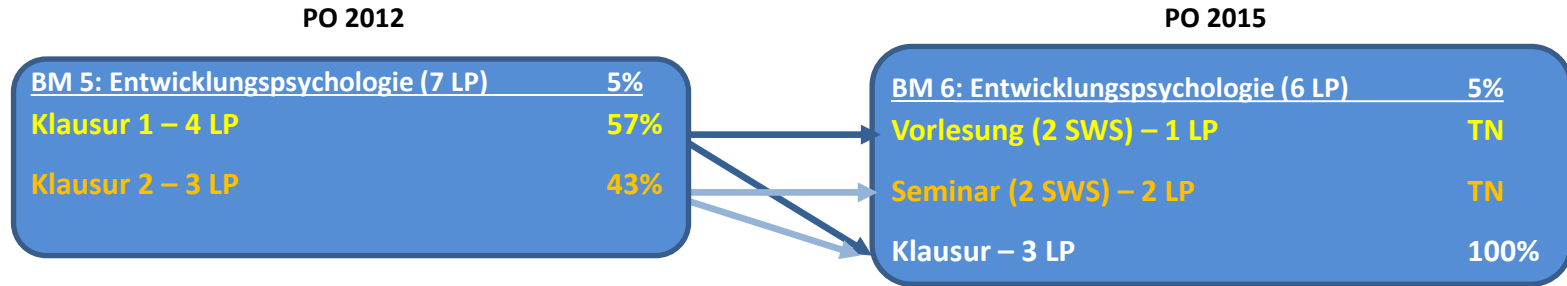 PO 2012
BM 5: Entwicklungspsychologie (7 LP) 5%
Klausur 1 – 4 LP 57%
Klausur 2 – 3 LP 43%
PO 2015
BM 6: Entwicklungspsychologie (6 LP) 5%
Vorlesung (2 SWS) – 1 LP TN
Seminar (2 SWS) – 2 LP TN
Klausur – 3 LP 100%